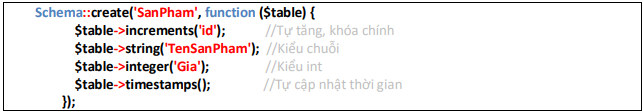 Schema::create('SanPham', function ($table) {
$table->increments('id'); //Tự tăng, khóa chính
$table->string('TenSanPham'); //Kiểu chuỗi
$table->integer('Gia'); //Kiểu int
$table->timestamps(); //Tự cập nhật thời gian
});